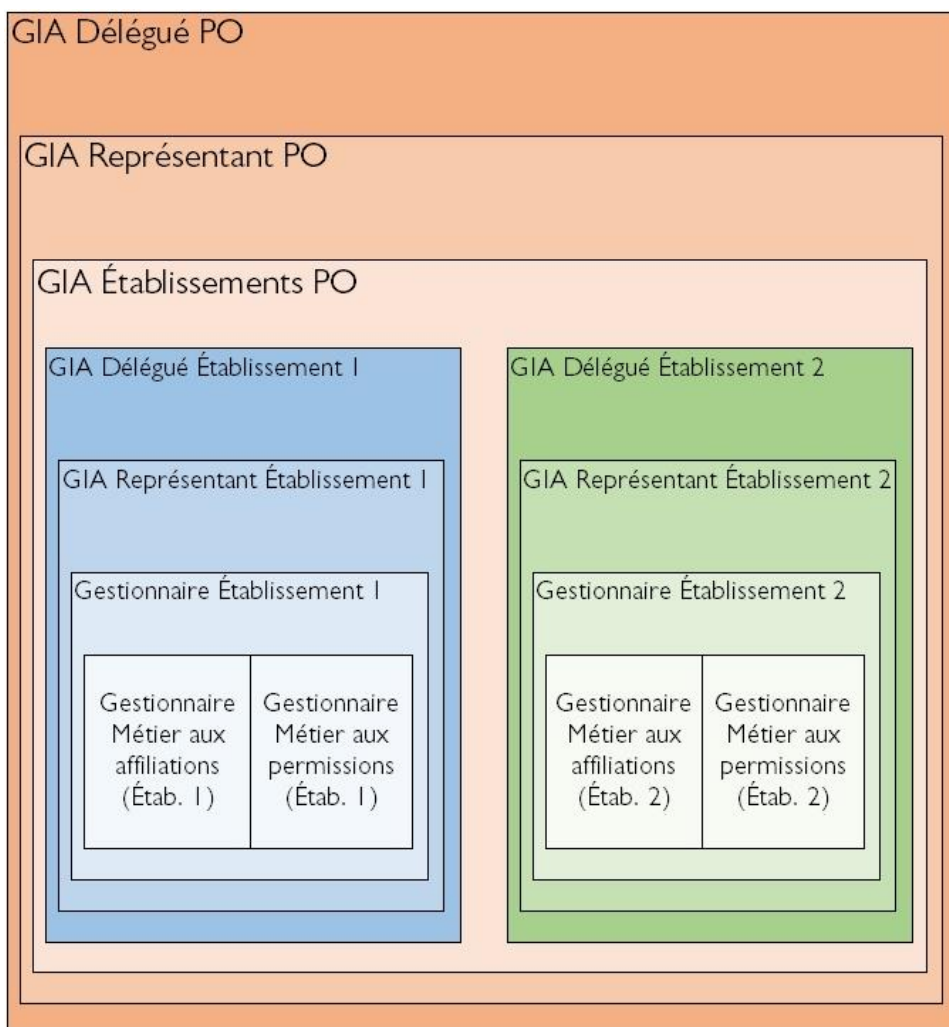 GIA Délégué PO
GIA Représentant PO
GIA Établissements PO
GIA Délégué Établissement 1
GIA Représentant Établissement 1
Gestionnaire Établissement 1
Gestionnaire
Métier aux
affiliations
(Étab. 1)
Gestionnaire
Métier aux
permissions
(Étab. 1)
GIA Délégué Établissement 2
GIA Représentant Établissement 2
Gestionnaire Établissement 2
Gestionnaire
Métier aux
affiliations
(Étab. 2)
Gestionnaire
Métier aux
permissions
(Étab. 2)